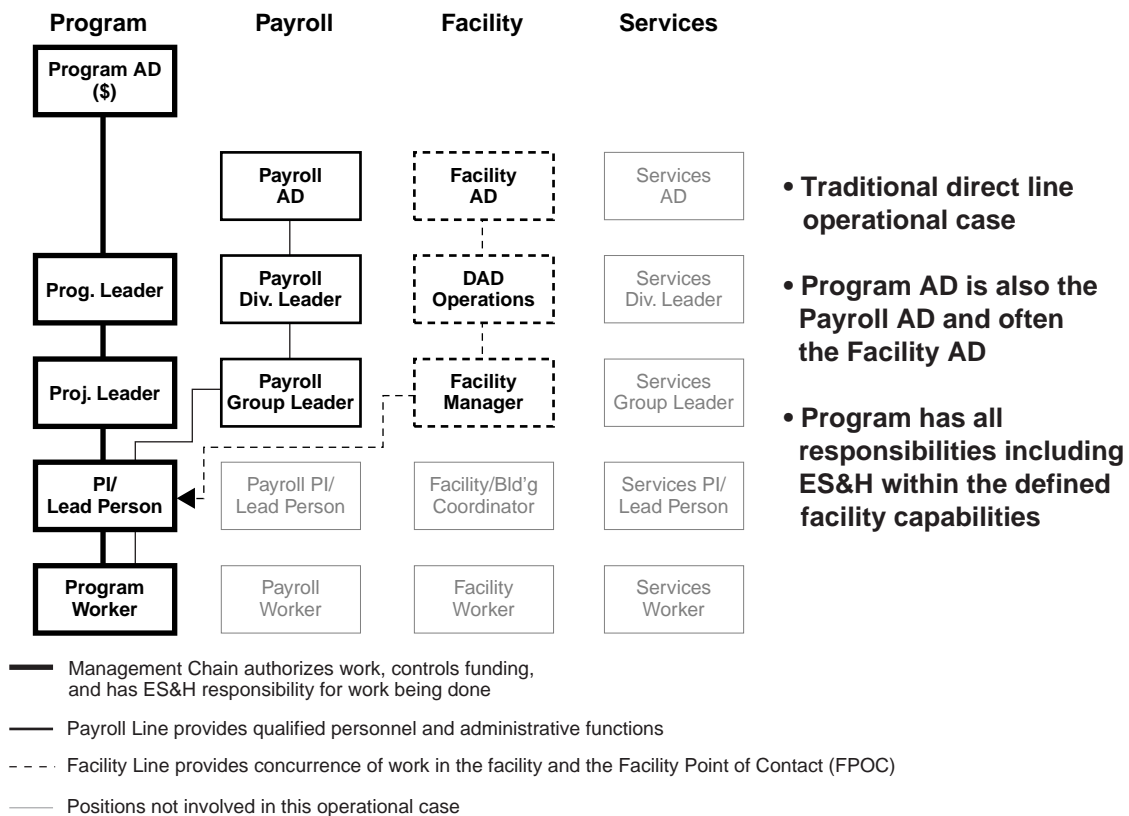 Program Payroll Facility Services
Program AD
($)
Payroll
AD
Facility
AD
Services
AD
Prog. Leader
Payroll
Div. Leader
DAD
Operations
Services
Div. Leader
Proj. Leader
Payroll
Group Leader
Facility
Manager
Services
Group Leader
PI/
Lead Person
Payroll PI/
Lead Person
Facility/Bld'g
Coordinator
Services PI/
Lead Person
Program
Worker
Payroll
Worker
Facility
Worker
Services
Worker
• Traditional direct line
operational case
• Program AD is also the
Payroll AD and often
the Facility AD
• Program has all
responsibilities including
ES&H within the defined
facility capabilities
Management Chain authorizes work, controls funding,
and has ES&H responsibility for work being done
Payroll Line provides qualified personnel and administrative functions
Facility Line provides concurrence of work in the facility and the Facility Point of Contact (FPOC)
Positions not involved in this operational case